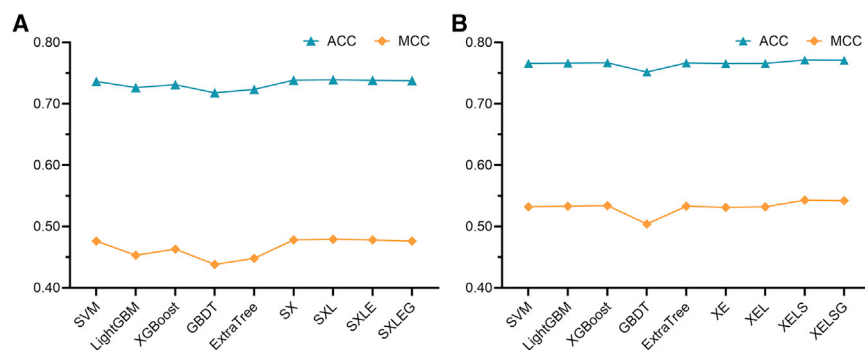 A
ACC MCC
0.80
0.70
0.60
0.50
0.40
SVM
LightGBM
XGBoost
GBDT
ExtraTree
SX
SXL
SXLE
SXLEG
B
ACC MCC
0.80
0.70
0.60
0.50
0.40
SVM
LightGBM
XGBoost
GBDT
ExtraTree
XE
XEL
XELS
XELSG